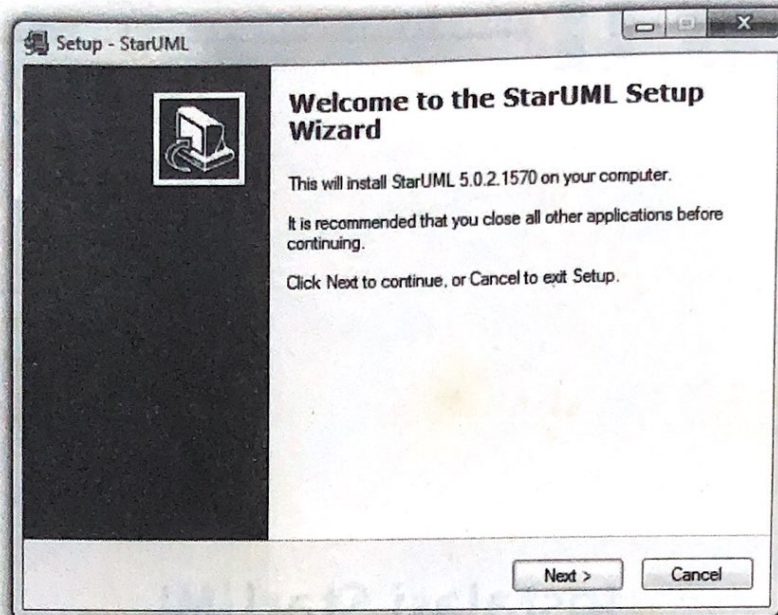 Setup - StarUML
Welcome to the StarUML Setup
Wizard
This will install StarUML 5.0.2.1570 on your computer.
It is recommended that you close all other applications before
continuing.
Click Next to continue, or Cancel to exit Setup.
Next >
Cancel